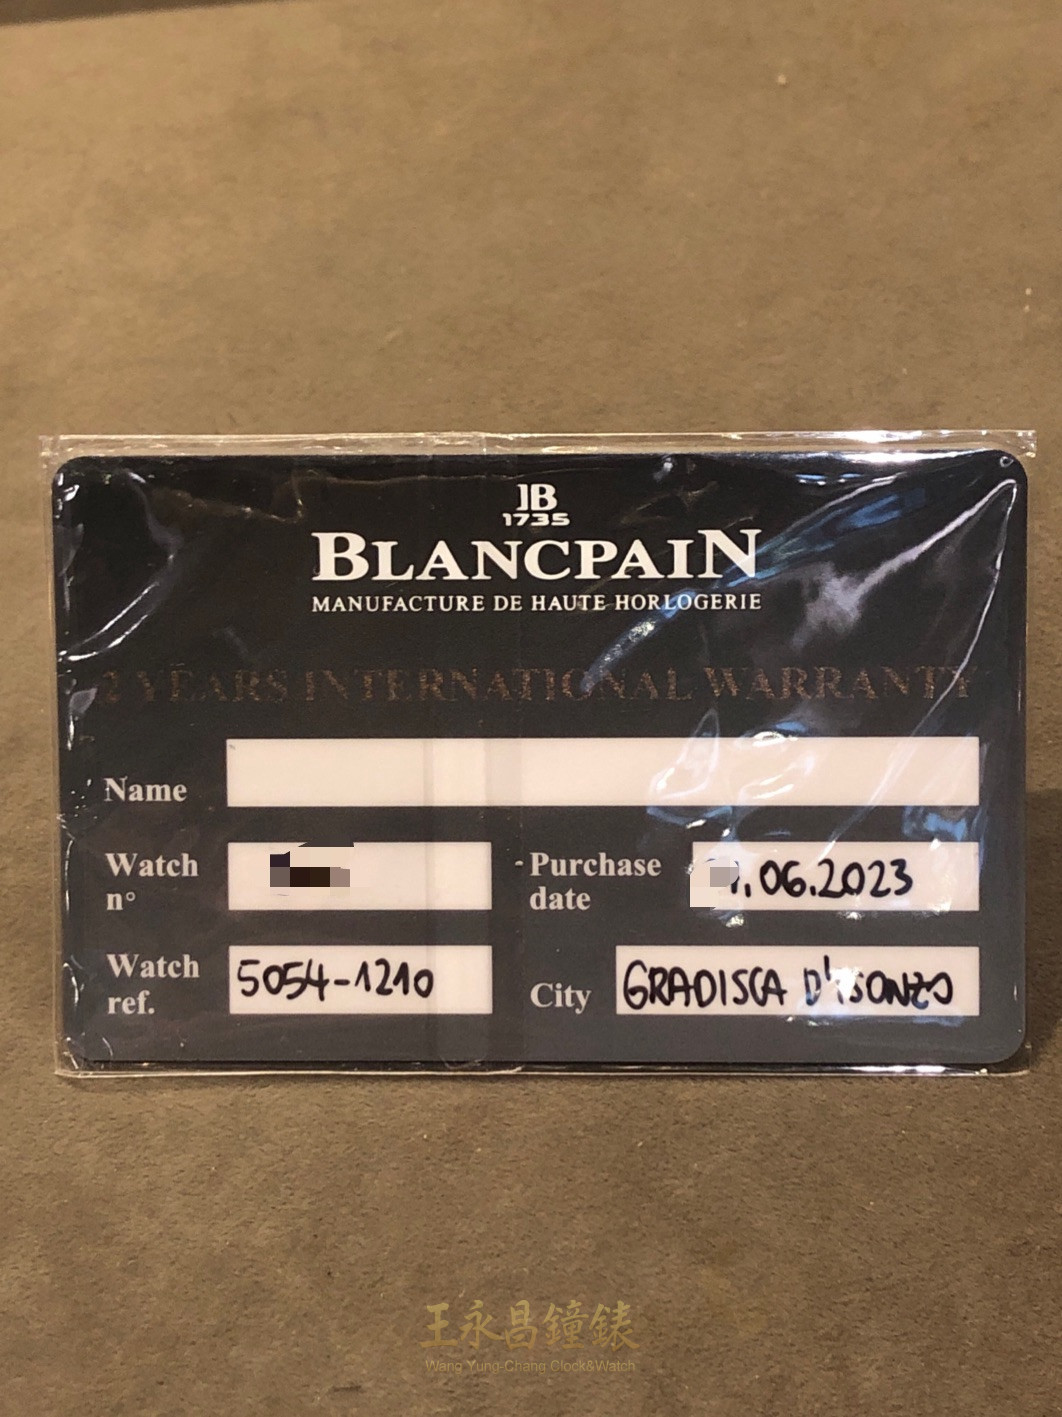 JB
1735
BLANCPAIN
MANUFACTURE DE HAUTE HORLOGERIE
2 YEARS INTERNATIONAL WARRANTY
Name
Watch n°
Purchase date .06.2023
Watch ref. 5054-1210
City GRADISCA D'ISONZO
王永昌鐘錶
Wang Yung-Chang Clock&Watch